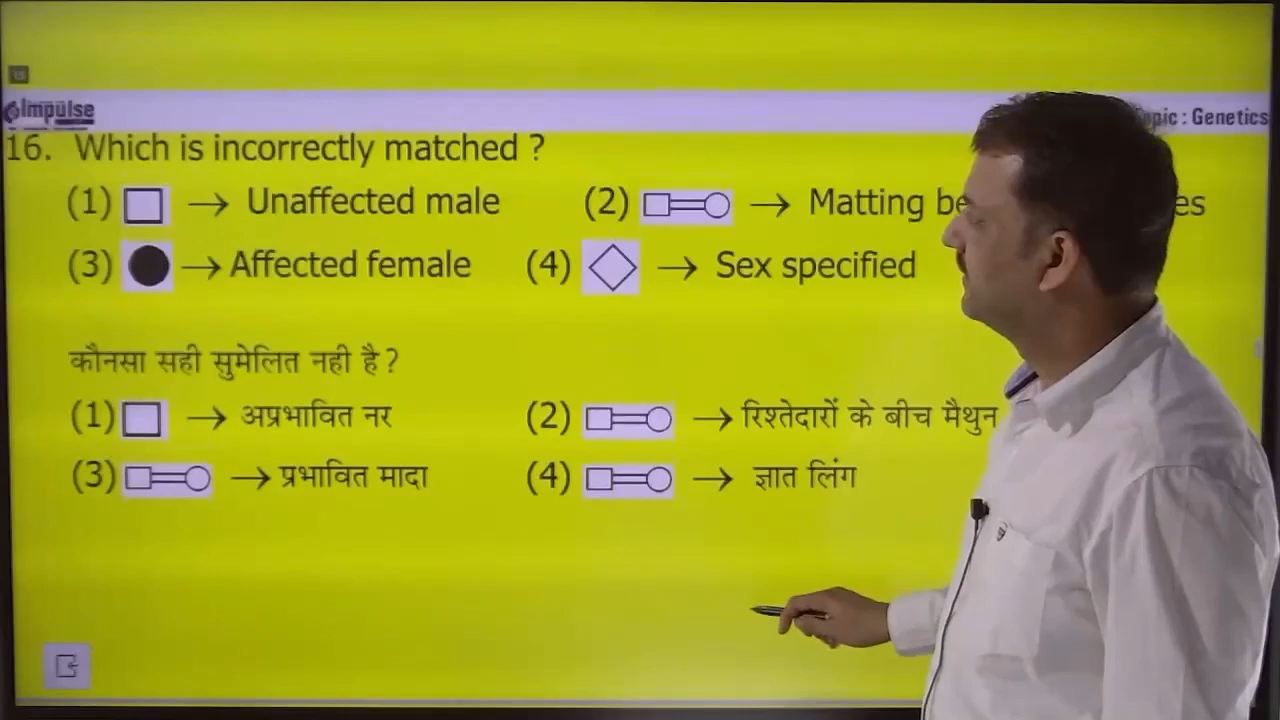 15
Impulse
pic : Genetics
16. Which is incorrectly matched ?
(1) → Unaffected male (2) → Matting be es
(3) → Affected female (4) → Sex specified
कौनसा सही सुमेलित नही है ?
(1) → अप्रभावित नर (2) → रिश्तेदारों के बीच मैथुन
(3) → प्रभावित मादा (4) → ज्ञात लिंग